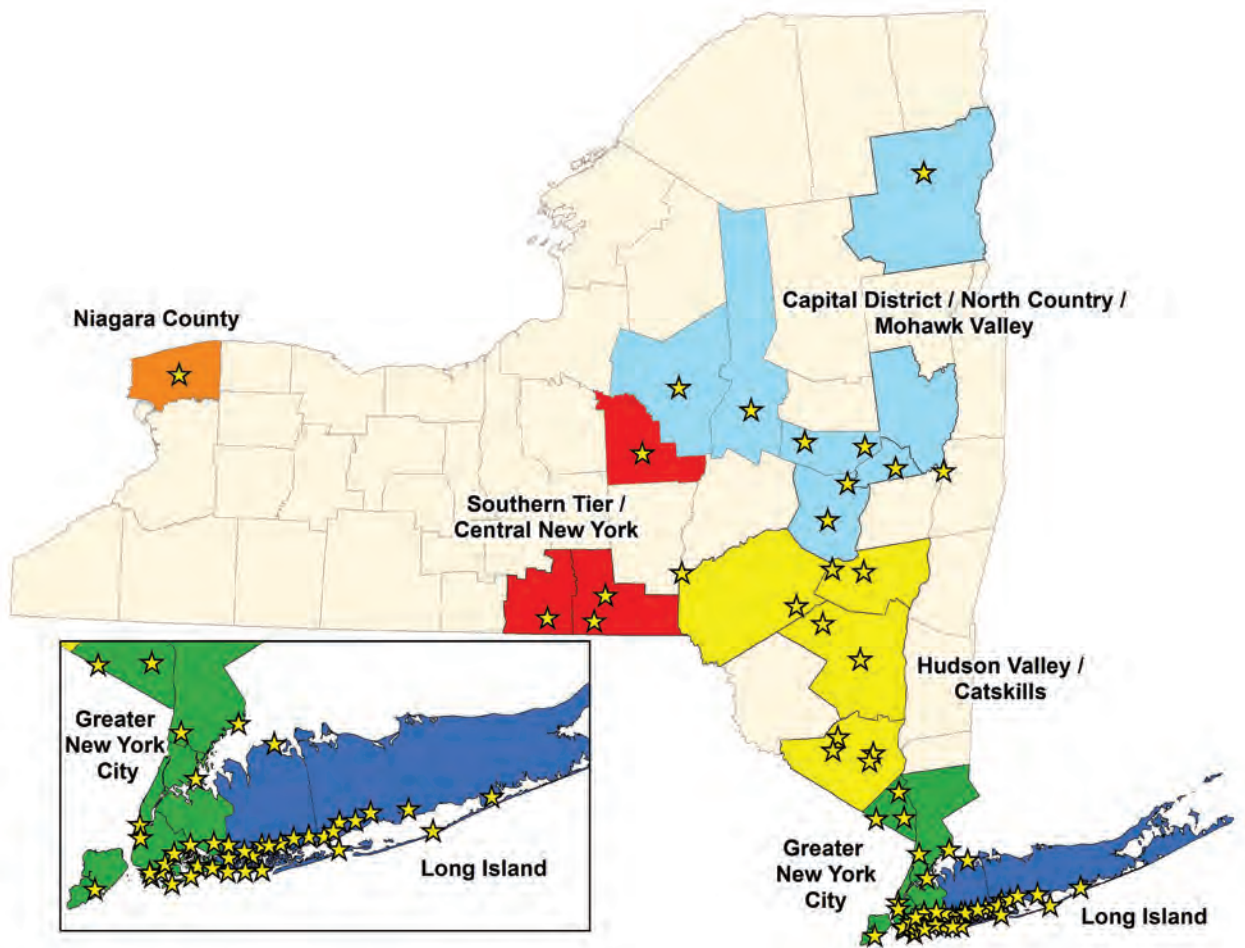 Niagara County
Capital District / North Country /
Mohawk Valley
Southern Tier /
Central New York
Hudson Valley /
Catskills
Greater
New York
City
Long Island
Greater
New York
City
Long Island